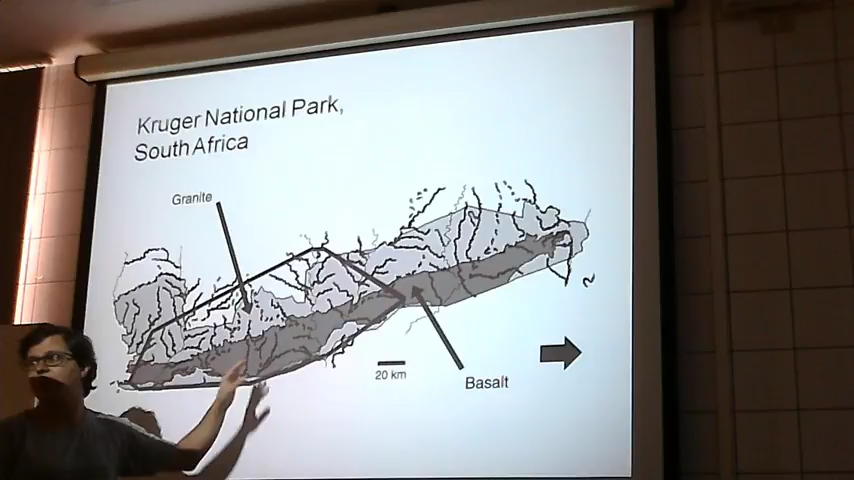 Kruger National Park,
South Africa
Granite
20 km
Basalt